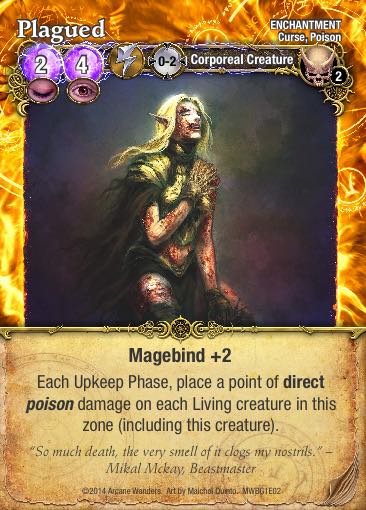 Plagued
ENCHANTMENT
Curse, Poison
2 4 0-2 Corporeal Creature
2
Magebind +2
Each Upkeep Phase, place a point of direct
poison damage on each Living creature in this
zone (including this creature).
“So much death, the very smell of it clogs my nostrils.” –
Mikal Mckay, Beastmaster
©2014 Arcane Wonders. Art by Maichol Quinto. MWBG1E02